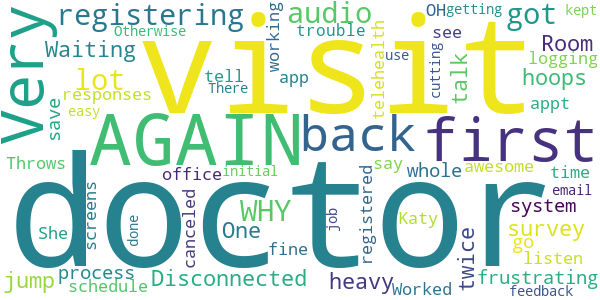 registering
audio
OH
getting
kept
Otherwise
Very
Waiting
visit
working
trouble
got
see
Room
lot
tell
There
app
use
cutting
logging
responses
easy
save
telehealth
talk
hoops
appt
AGAIN
back
first
Throws
doctor
office
initial
say
whole
awesome
time
screens
canceled
WHY
registered
email
She
done
One
job
Katy
twice
system
survey
go
listen
fine
jump
process
schedule
Disconnected
heavy
Worked
frustrating
feedback